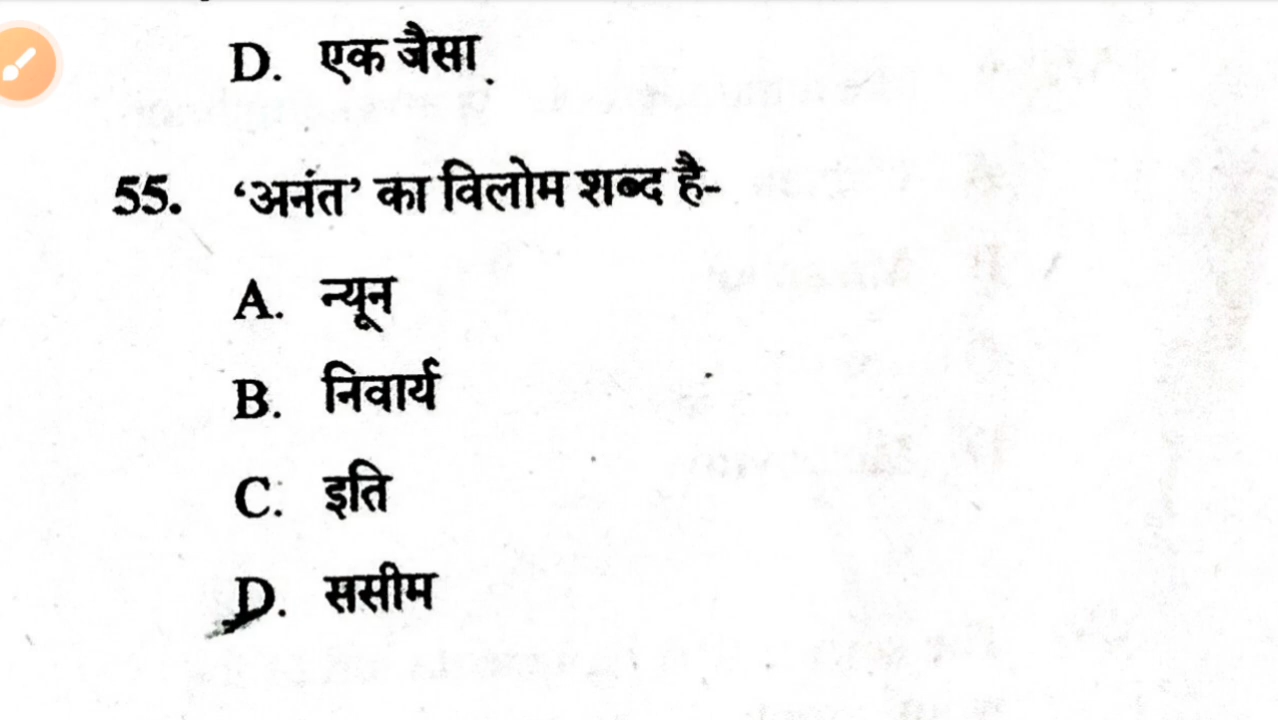 D. एक जैसा
55. ‘अनंत’ का विलोम शब्द है-
A. न्यून
B. निवार्य
C. इति
D. ससीम